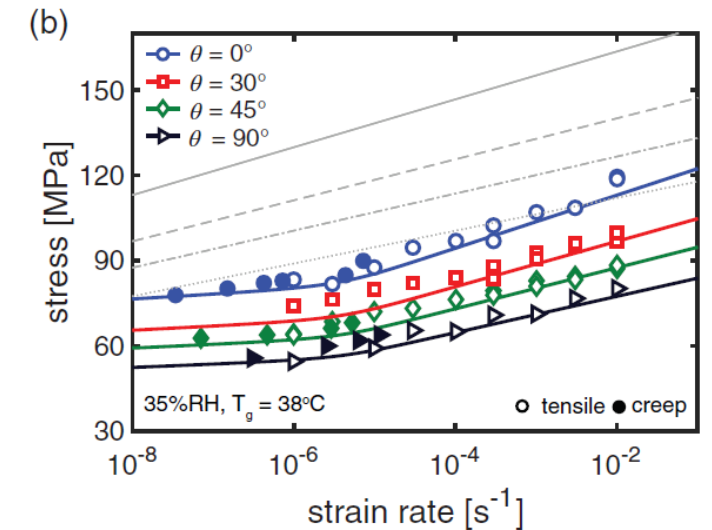 (b)
θ = 0°
θ = 30°
θ = 45°
θ = 90°
150
120
90
60
30
stress [MPa]
35%RH, T_g = 38°C
tensile creep
10⁻⁸ 10⁻⁶ 10⁻⁴ 10⁻²
strain rate [s⁻¹]